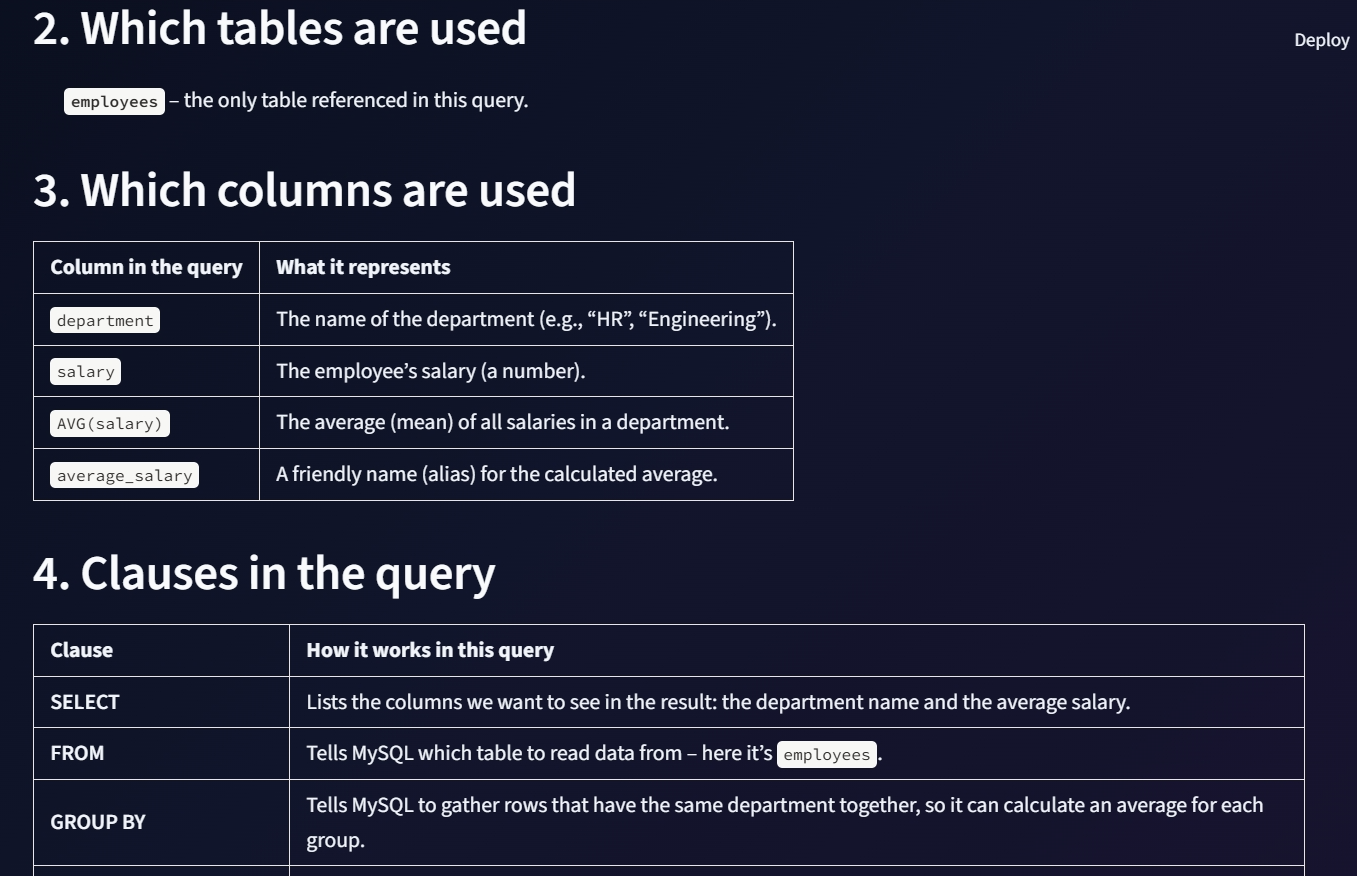 2. Which tables are used
Deploy
employees – the only table referenced in this query.
3. Which columns are used
Column in the query What it represents
department The name of the department (e.g., “HR”, “Engineering”).
salary The employee’s salary (a number).
AVG(salary) The average (mean) of all salaries in a department.
average_salary A friendly name (alias) for the calculated average.
4. Clauses in the query
Clause How it works in this query
SELECT Lists the columns we want to see in the result: the department name and the average salary.
FROM Tells MySQL which table to read data from – here it’s employees.
GROUP BY Tells MySQL to gather rows that have the same department together, so it can calculate an average for each
group.